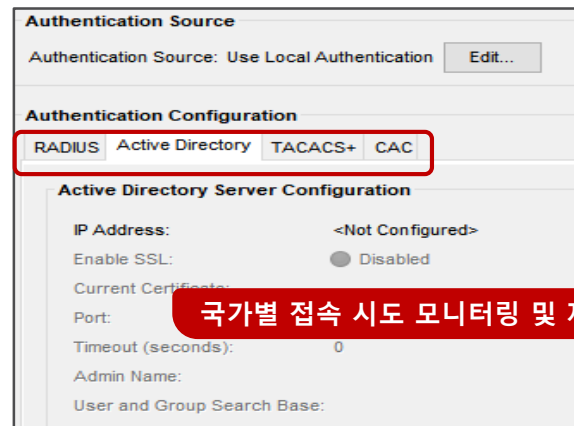 Authentication Source
Authentication Source: Use Local Authentication Edit...
Authentication Configuration
RADIUS Active Directory TACACS+ CAC
Active Directory Server Configuration
IP Address: <Not Configured>
Enable SSL: Disabled
Current Certificate:
Port:
국가별 접속 시도 모니터링 및
Timeout (seconds): 0
Admin Name:
User and Group Search Base: